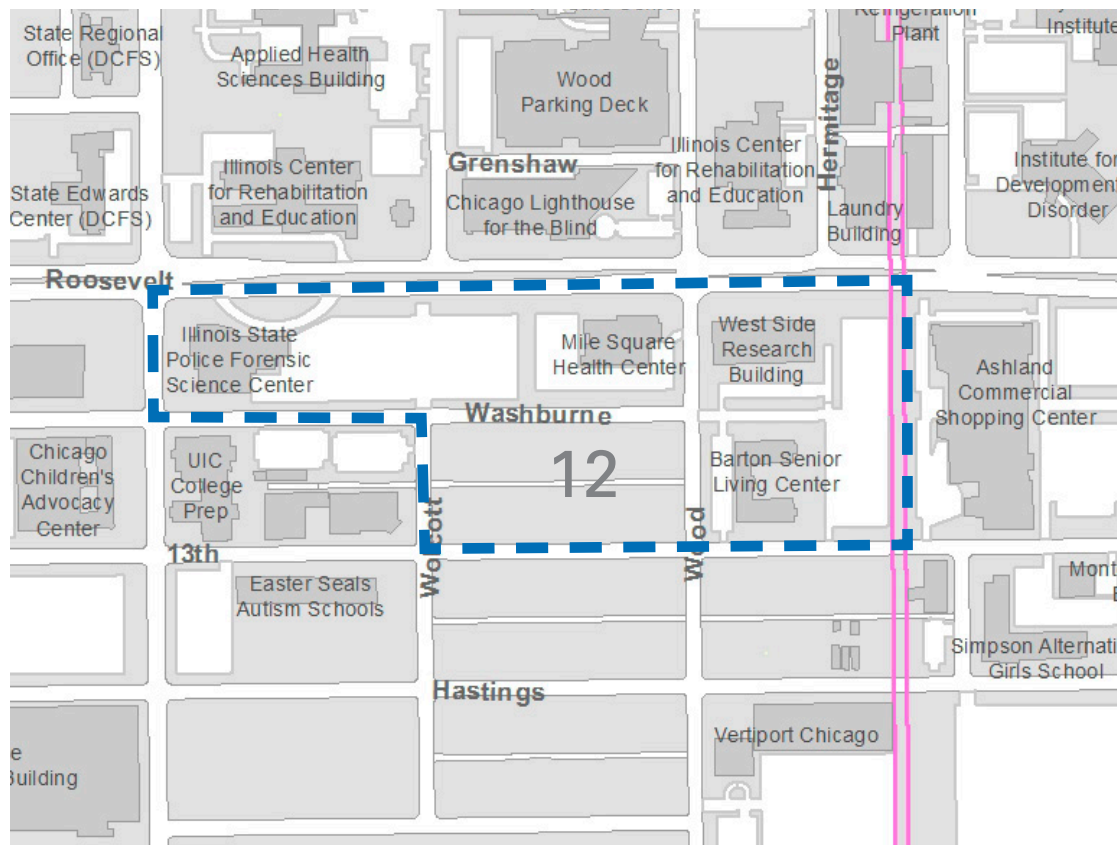 State Regional
Office (DCFS)
Applied Health
Sciences Building
Wood
Parking Deck
Hermitage
Refrigeration
Plant
Institute
State Edwards
Center (DCFS)
Illinois Center
for Rehabilitation
and Education
Grenshaw
Chicago Lighthouse
for the Blind
Illinois Center
for Rehabilitation
and Education
Laundry
Building
Institute for
Development
Disorder
Roosevelt
Illinois State
Police Forensic
Science Center
Mile Square
Health Center
West Side
Research
Building
Ashland
Commercial
Shopping Center
Washburne
Chicago
Children's
Advocacy
Center
UIC
College
Prep
12
Barton Senior
Living Center
Wolcott
Wood
13th
Easter Seals
Autism Schools
Mont
Simpson Alternati
Girls School
Hastings
Vertiport Chicago
e
Building